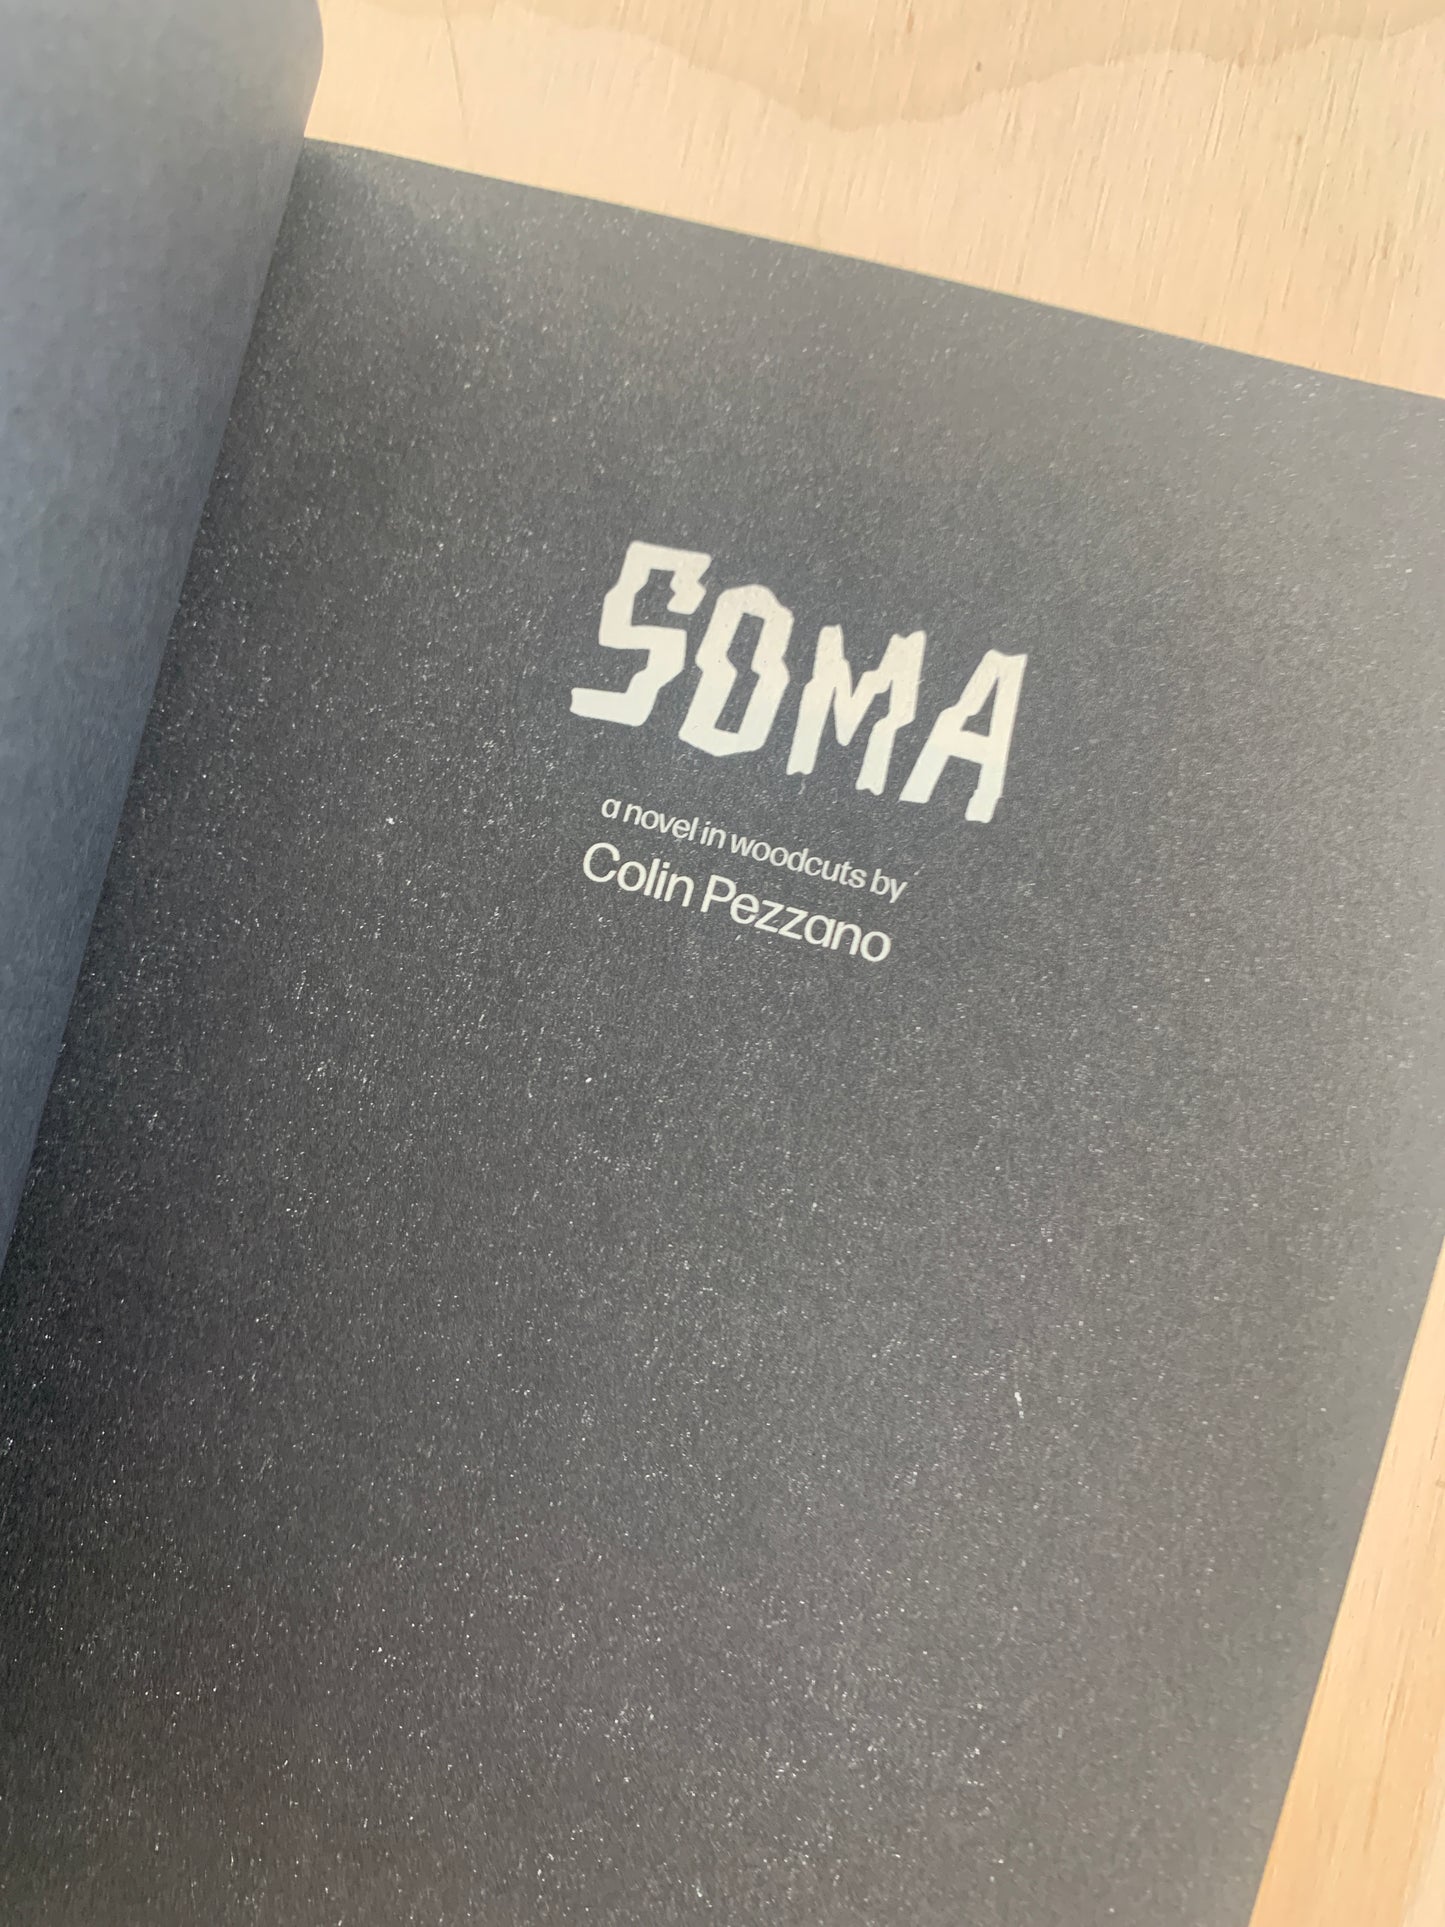 SOMA
a novel in woodcuts by
Colin Pezzano